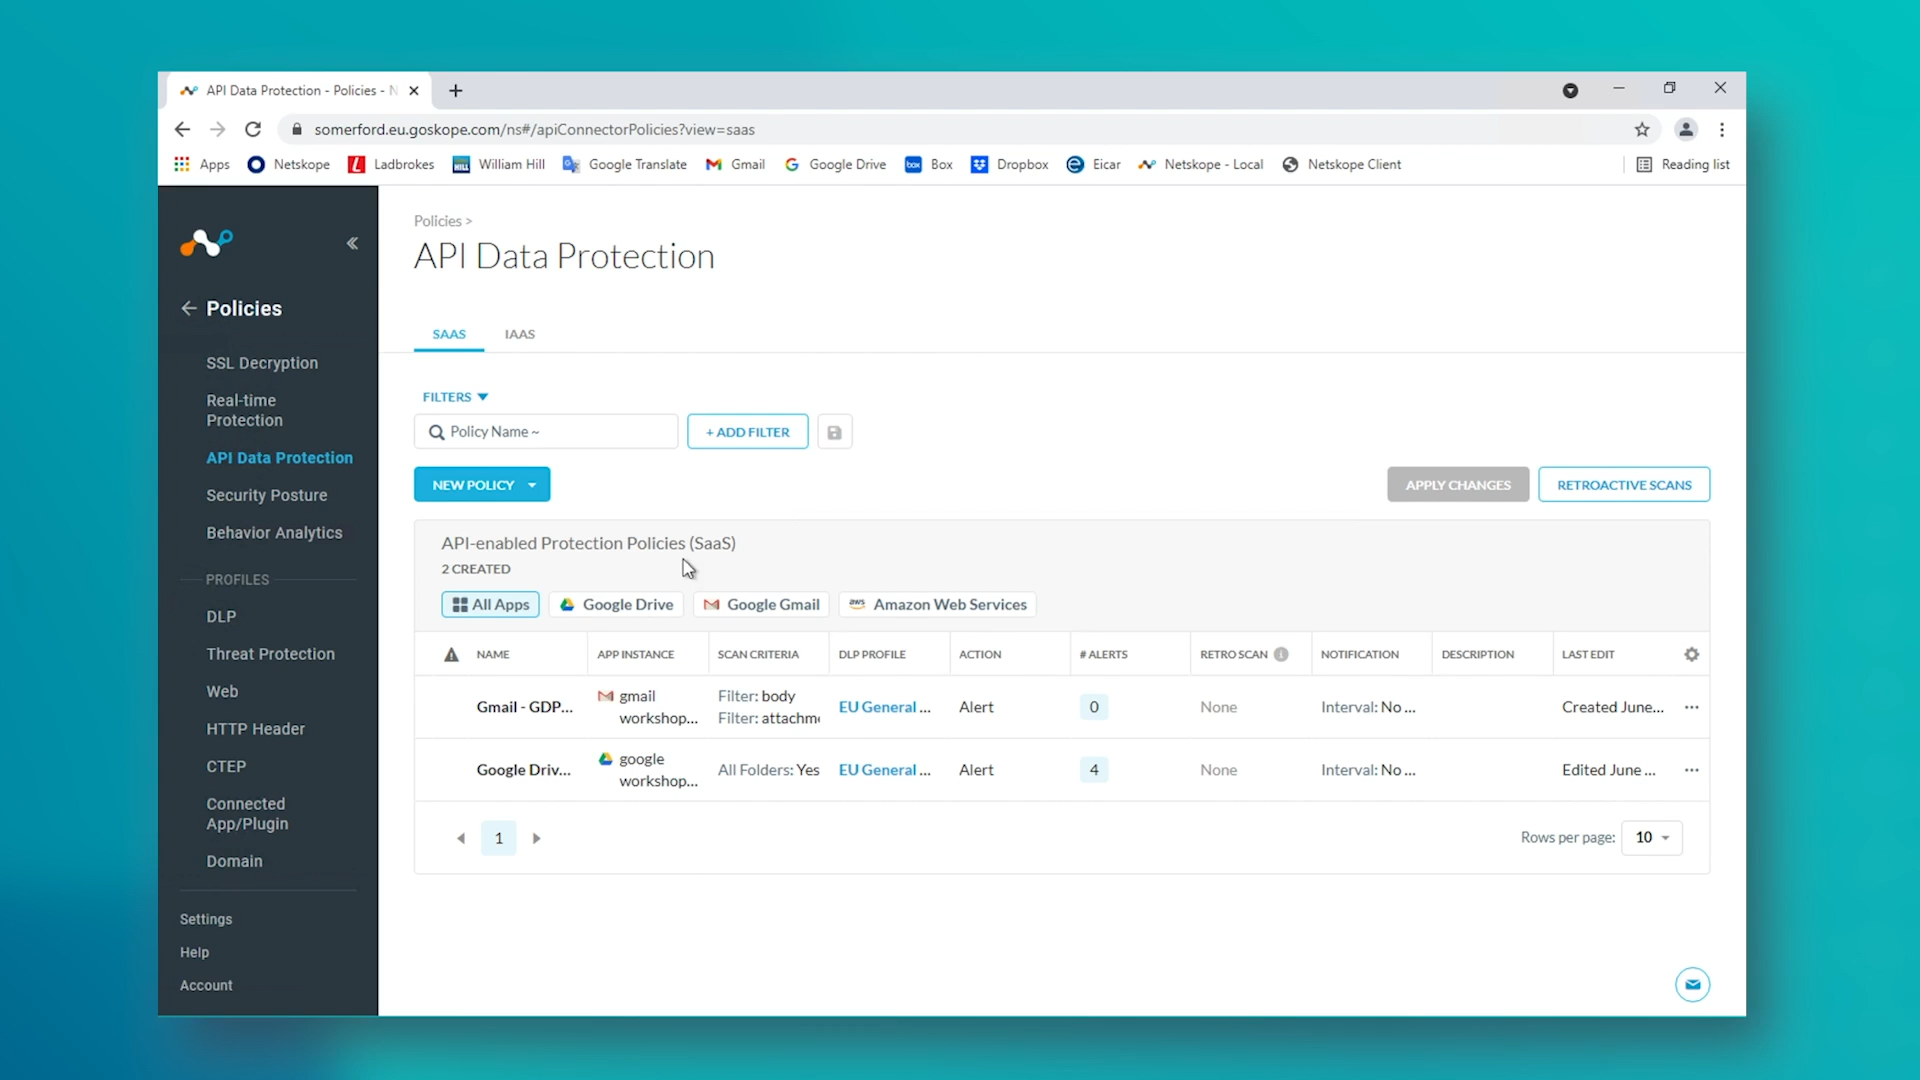 API Data Protection - Policies - N
somerford.eu.goskope.com/ns#/apiConnectorPolicies?view=saas
Apps Netskope Ladbrokes William Hill Google Translate Gmail Google Drive Box Dropbox Eicar Netskope - Local Netskope Client Reading list
Policies
SSL Decryption
Real-time
Protection
API Data Protection
Security Posture
Behavior Analytics
PROFILES
DLP
Threat Protection
Web
HTTP Header
CTEP
Connected
App/Plugin
Domain
Settings
Help
Account
Policies >
API Data Protection
SAAS IAAS
FILTERS
Policy Name ~ + ADD FILTER
NEW POLICY APPLY CHANGES RETROACTIVE SCANS
API-enabled Protection Policies (SaaS)
2 CREATED
All Apps Google Drive Google Gmail aws Amazon Web Services
NAME APP INSTANCE SCAN CRITERIA DLP PROFILE ACTION # ALERTS RETRO SCAN NOTIFICATION DESCRIPTION LAST EDIT
Gmail - GDP... gmail workshop... Filter: body Filter: attachm EU General ... Alert 0 None Interval: No ... Created June...
Google Driv... google workshop... All Folders: Yes EU General ... Alert 4 None Interval: No ... Edited June ...
1 Rows per page: 10